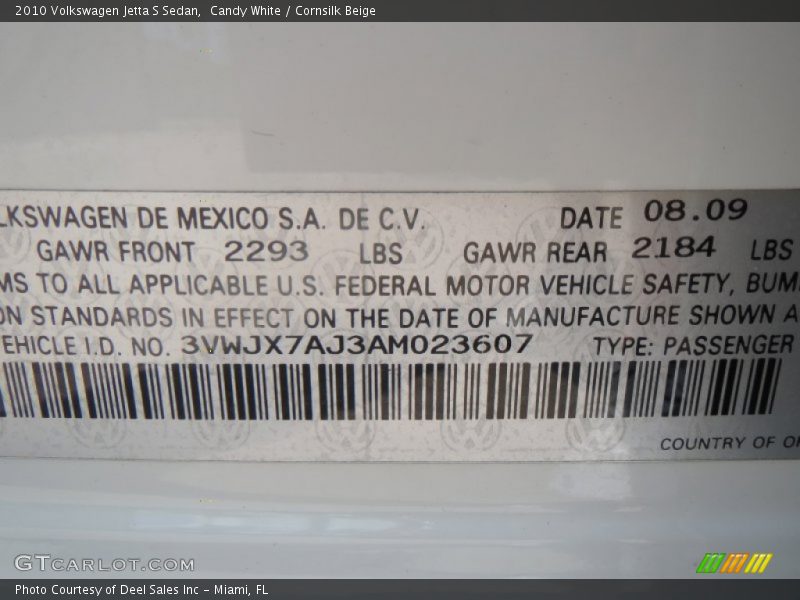 2010 Volkswagen Jetta S Sedan, Candy White / Cornsilk Beige
LKSWAGEN DE MEXICO S.A. DE C.V. DATE 08.09
GAWR FRONT 2293 LBS GAWR REAR 2184 LBS
MS TO ALL APPLICABLE U.S. FEDERAL MOTOR VEHICLE SAFETY, BUM
ON STANDARDS IN EFFECT ON THE DATE OF MANUFACTURE SHOWN A
EHICLE I.D. NO. 3VWJX7AJ3AM023607 TYPE: PASSENGER
COUNTRY OF OR
GTCARLOT.COM
Photo Courtesy of Deel Sales Inc – Miami, FL